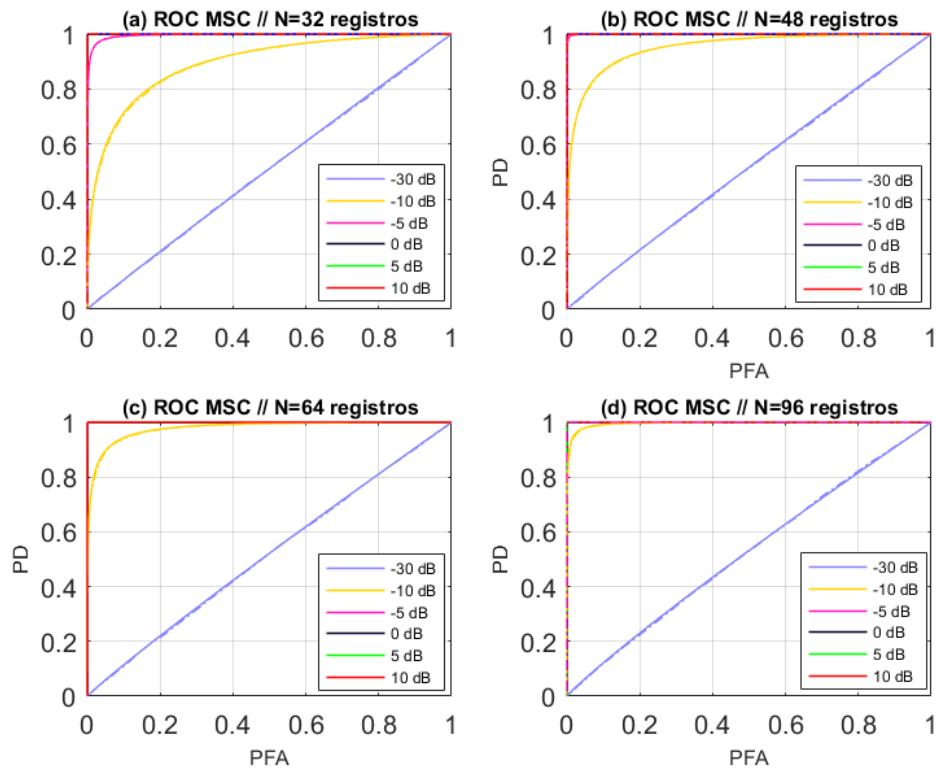 (a) ROC MSC // N=32 registros
1
0.8
0.6
0.4
0.2
0
0 0.2 0.4 0.6 0.8 1
-30 dB
-10 dB
-5 dB
0 dB
5 dB
10 dB
(b) ROC MSC // N=48 registros
PD
1
0.8
0.6
0.4
0.2
0
0 0.2 0.4 0.6 0.8 1
PFA
-30 dB
-10 dB
-5 dB
0 dB
5 dB
10 dB
(c) ROC MSC // N=64 registros
PD
1
0.8
0.6
0.4
0.2
0
0 0.2 0.4 0.6 0.8 1
PFA
-30 dB
-10 dB
-5 dB
0 dB
5 dB
10 dB
(d) ROC MSC // N=96 registros
PD
1
0.8
0.6
0.4
0.2
0
0 0.2 0.4 0.6 0.8 1
PFA
-30 dB
-10 dB
-5 dB
0 dB
5 dB
10 dB